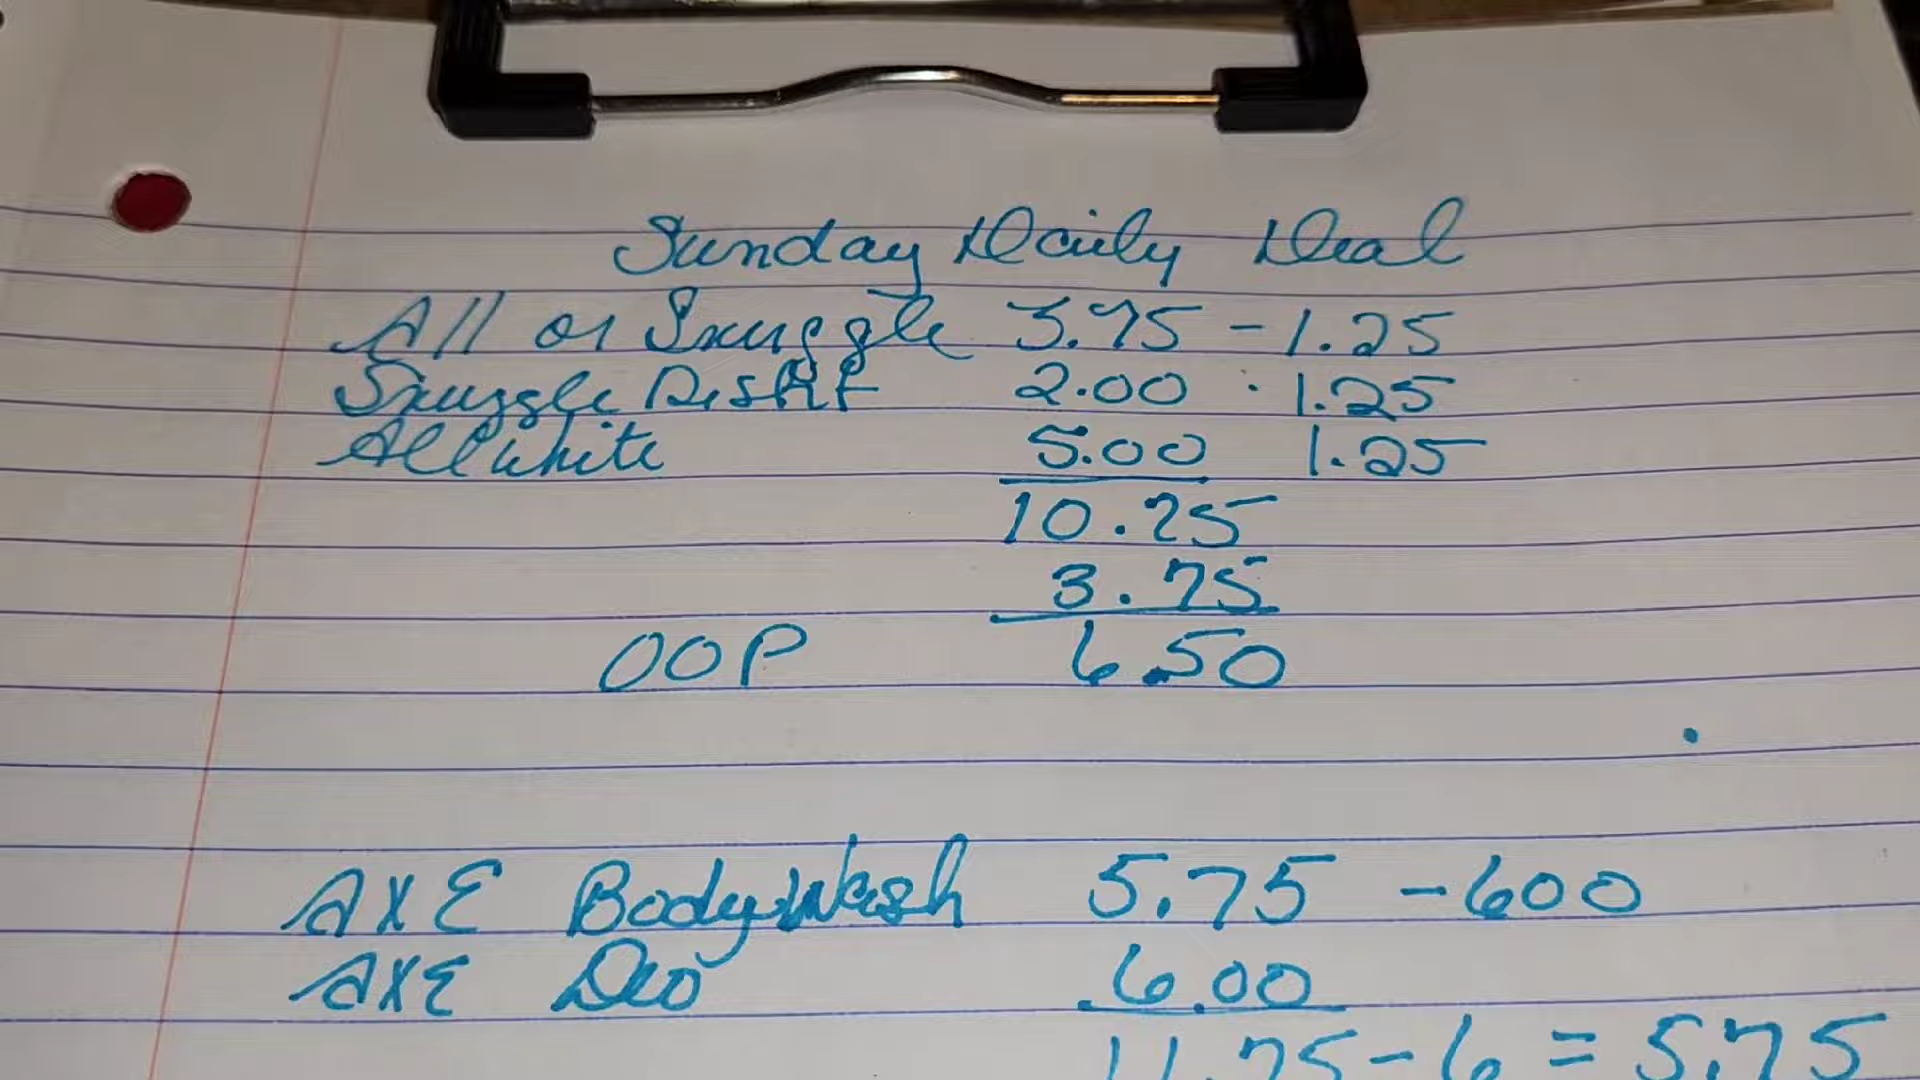 Sunday Daily Deal
All or Snuggle 3.75 - 1.25
Snuggle 2.00 · 1.25
All white 5.00 1.25
10.25
3.75
OOP 6.50
AXE Body Wash 5.75 - 600
AXE Deo 6.00
11.75 - 6 = 5.75